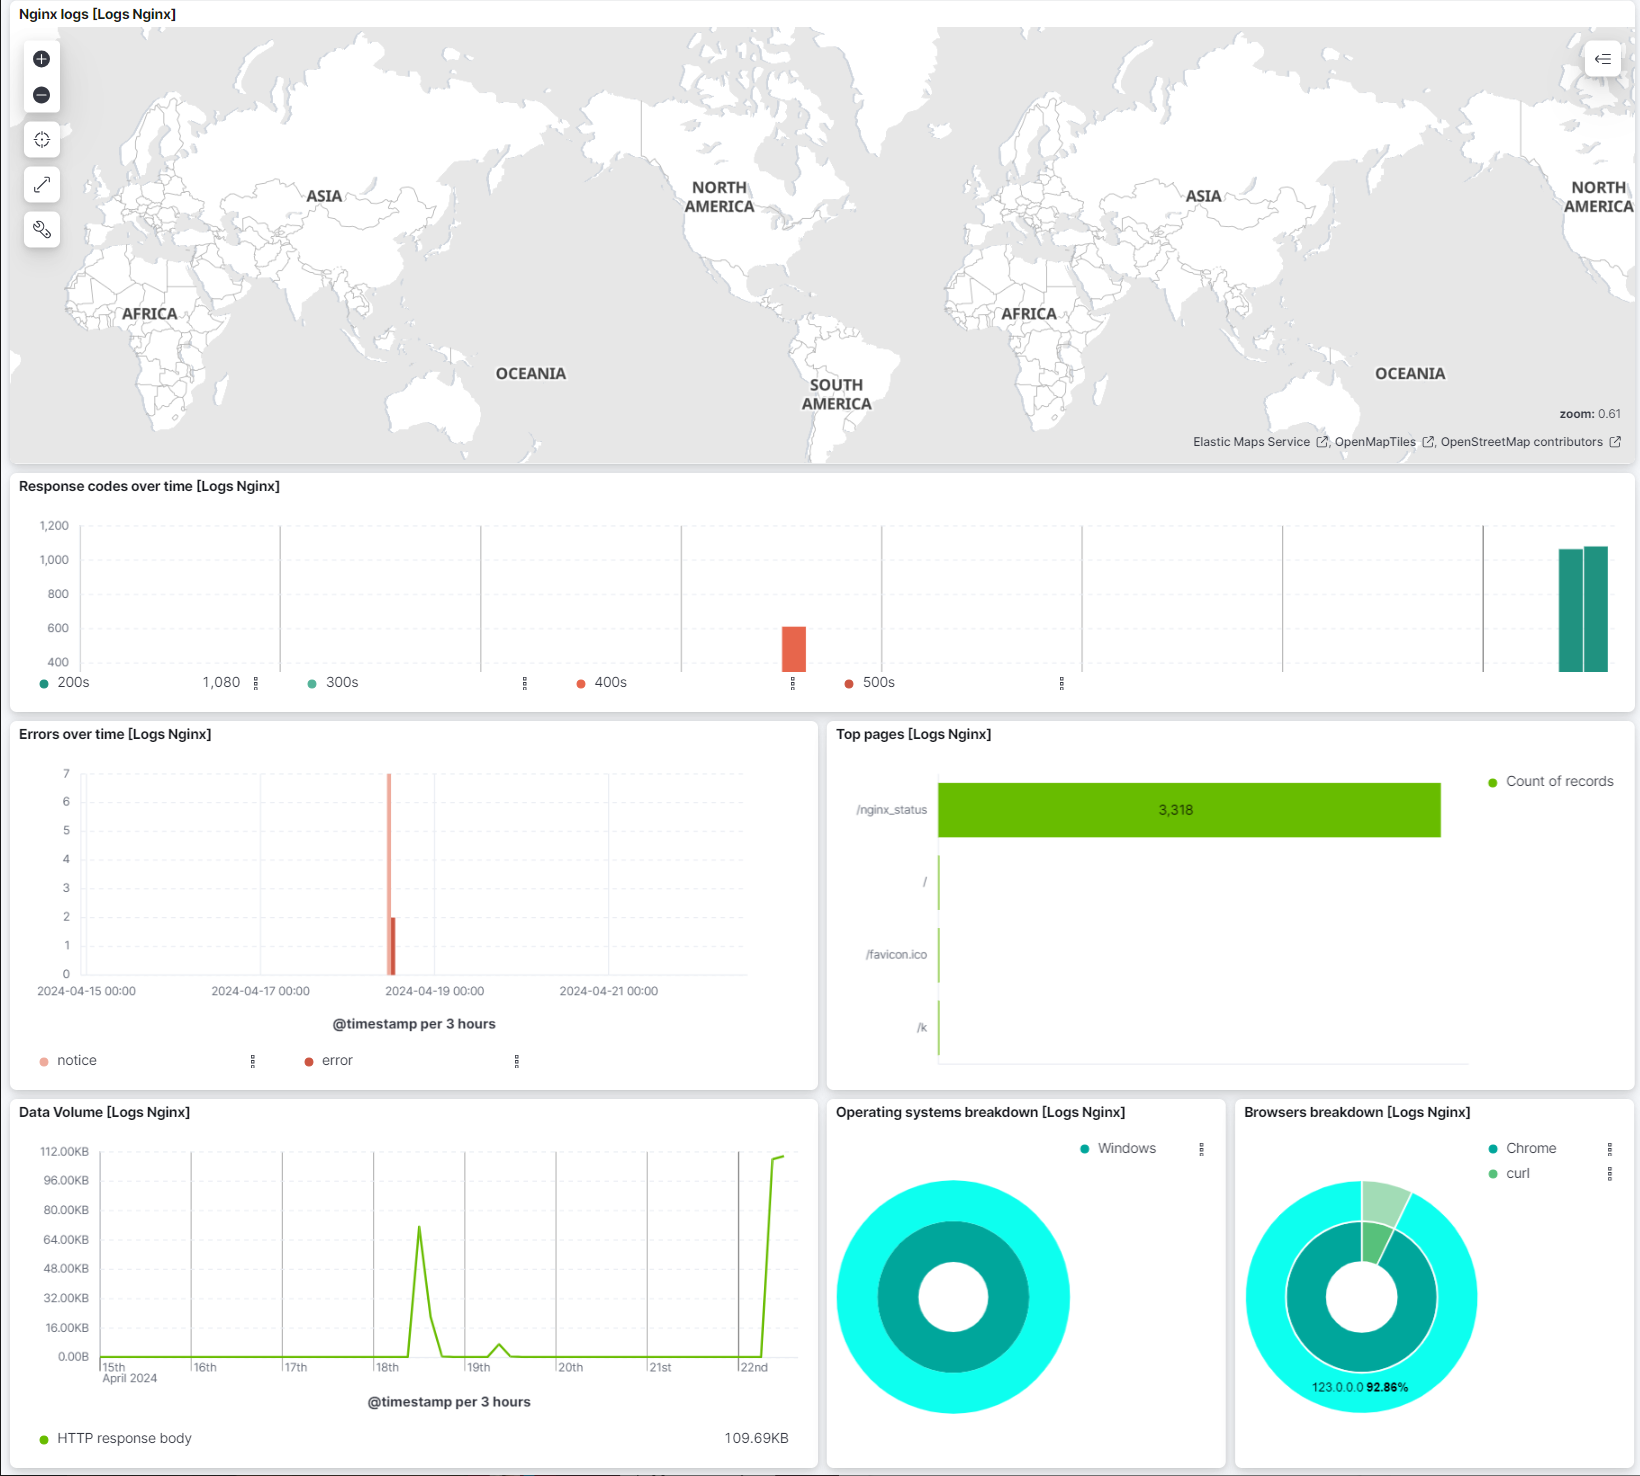 Nginx logs [Logs Nginx]
ASIA
NORTH
AMERICA
ASIA
NORTH
AMERICA
AFRICA
AFRICA
OCEANIA
OCEANIA
SOUTH
AMERICA
zoom: 0.61
Elastic Maps Service , OpenMapTiles , OpenStreetMap contributors
Response codes over time [Logs Nginx]
1,200
1,000
800
600
400
200s 1,080 300s 400s 500s
Errors over time [Logs Nginx]
7
6
5
4
3
2
1
0
2024-04-15 00:00 2024-04-17 00:00 2024-04-19 00:00 2024-04-21 00:00
@timestamp per 3 hours
notice error
Top pages [Logs Nginx]
Count of records
/nginx_status 3,318
/
/favicon.ico
/k
Data Volume [Logs Nginx]
112.00KB
96.00KB
80.00KB
64.00KB
48.00KB
32.00KB
16.00KB
0.00B
15th 16th 17th 18th 19th 20th 21st 22nd
April 2024
@timestamp per 3 hours
HTTP response body 109.69KB
Operating systems breakdown [Logs Nginx]
Windows
Browsers breakdown [Logs Nginx]
Chrome
curl
123.0.0.0 92.86%